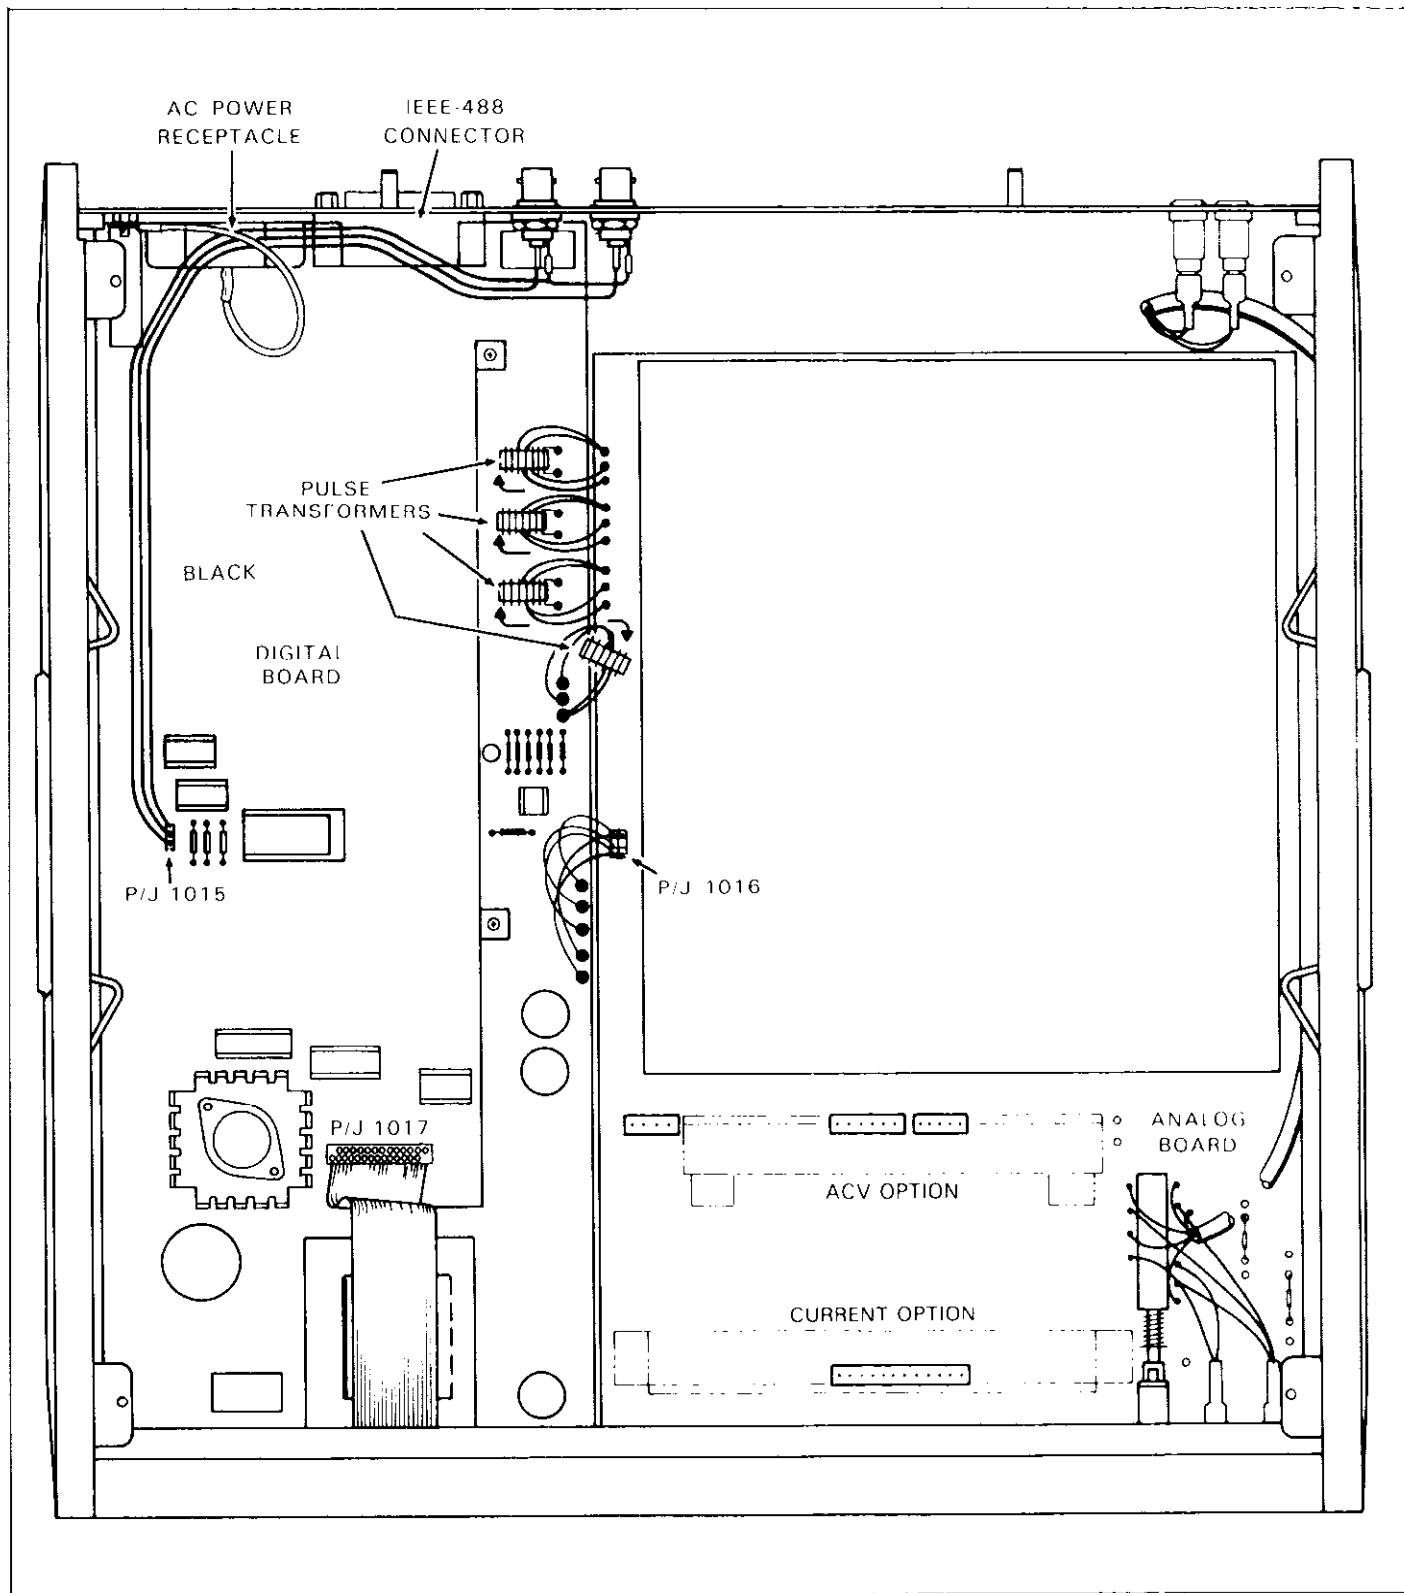 AC POWER
RECEPTACLE
IEEE-488
CONNECTOR
PULSE
TRANSFORMERS
BLACK
DIGITAL
BOARD
P/J 1015
P/J 1016
P/J 1017
ANALOG
BOARD
ACV OPTION
CURRENT OPTION